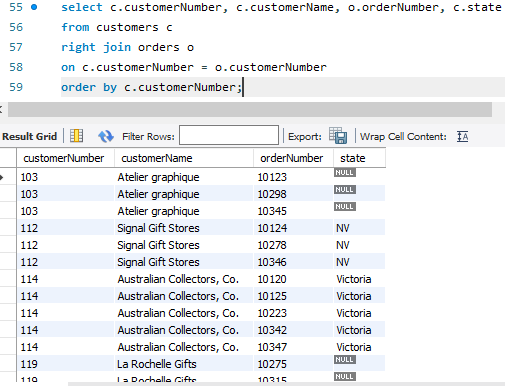 55 select c.customerNumber, c.customerName, o.orderNumber, c.state
56 from customers c
57 right join orders o
58 on c.customerNumber = o.customerNumber
59 order by c.customerNumber;
Result Grid Filter Rows: Export: Wrap Cell Content:
customerNumber customerName orderNumber state
103 Atelier graphique 10123 NULL
103 Atelier graphique 10298 NULL
103 Atelier graphique 10345 NULL
112 Signal Gift Stores 10124 NV
112 Signal Gift Stores 10278 NV
112 Signal Gift Stores 10346 NV
114 Australian Collectors, Co. 10120 Victoria
114 Australian Collectors, Co. 10125 Victoria
114 Australian Collectors, Co. 10223 Victoria
114 Australian Collectors, Co. 10342 Victoria
114 Australian Collectors, Co. 10347 Victoria
119 La Rochelle Gifts 10275 NULL
119 La Rochelle Gifts 10315 NULL